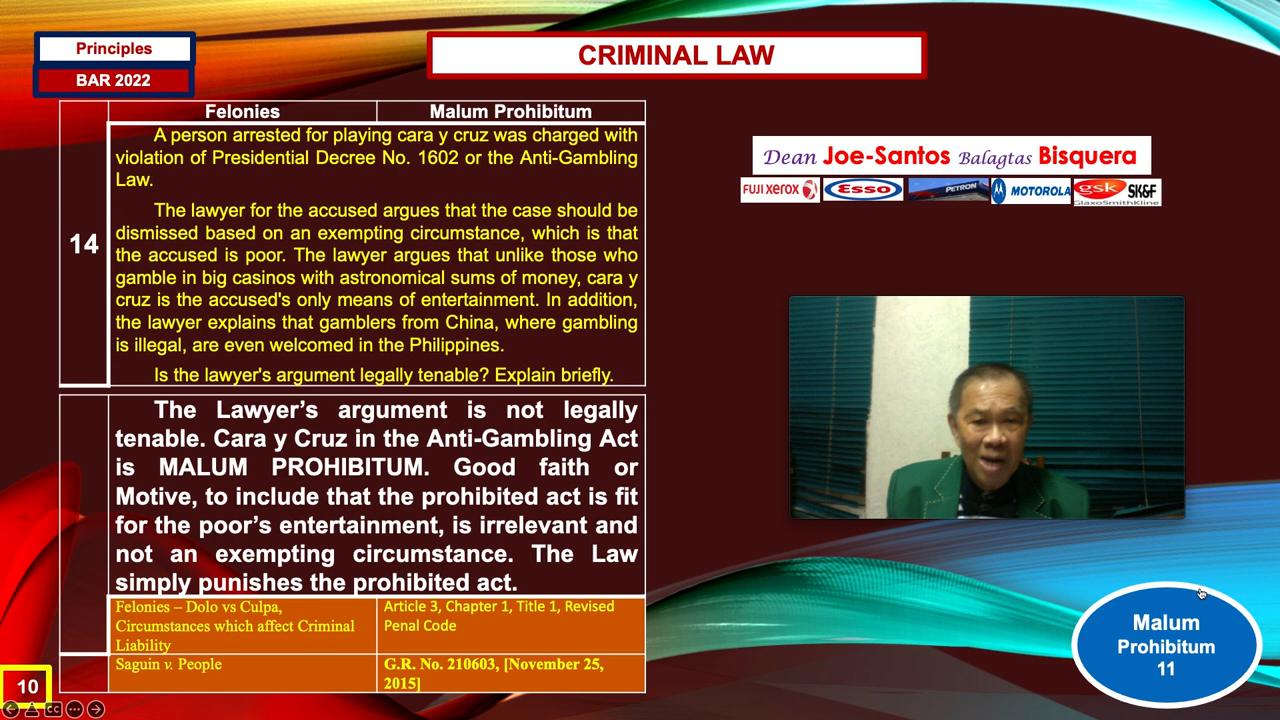 Principles
BAR 2022
CRIMINAL LAW
Felonies Malum Prohibitum
14
A person arrested for playing cara y cruz was charged with
violation of Presidential Decree No. 1602 or the Anti-Gambling
Law.
The lawyer for the accused argues that the case should be
dismissed based on an exempting circumstance, which is that
the accused is poor. The lawyer argues that unlike those who
gamble in big casinos with astronomical sums of money, cara y
cruz is the accused's only means of entertainment. In addition,
the lawyer explains that gamblers from China, where gambling
is illegal, are even welcomed in the Philippines.
Is the lawyer's argument legally tenable? Explain briefly.
The Lawyer’s argument is not legally
tenable. Cara y Cruz in the Anti-Gambling Act
is MALUM PROHIBITUM. Good faith or
Motive, to include that the prohibited act is fit
for the poor’s entertainment, is irrelevant and
not an exempting circumstance. The Law
simply punishes the prohibited act.
Felonies – Dolo vs Culpa,
Circumstances which affect Criminal
Liability
Article 3, Chapter 1, Title 1, Revised
Penal Code
Saguin v. People
G.R. No. 210603, [November 25,
2015]
10
CC
Dean Joe-Santos Balagtas Bisquera
FUJI XEROX
Esso
PETRON
MOTOROLA
gsk SK&F
GlaxoSmithKline
Malum
Prohibitum
11